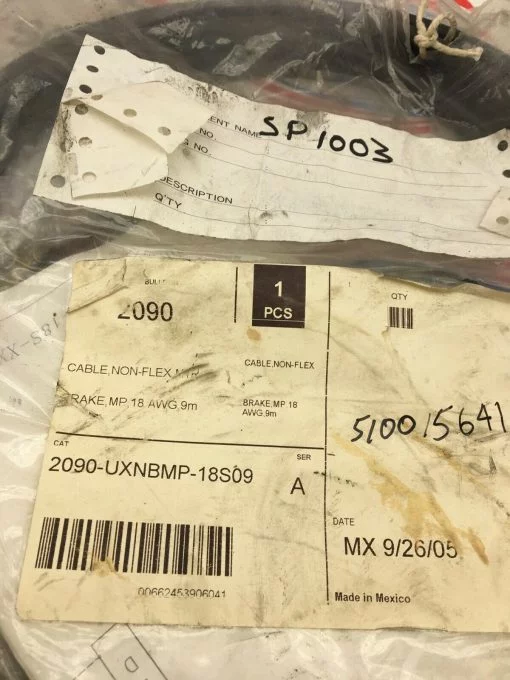 ENT NAME SP1003
NO
NO.
DESCRIPTION
Q'TY
2090
1
PCS
QTY
CABLE,NON-FLEX
BRAKE,MP,18 AWG,9m
CABLE,NON-FLEX
BRAKE,MP 18
AWG,9m
510015641
CAT
2090-UXNBMP-18S09
SER
A
DATE
MX 9/26/05
00662453906041
Made in Mexico
D